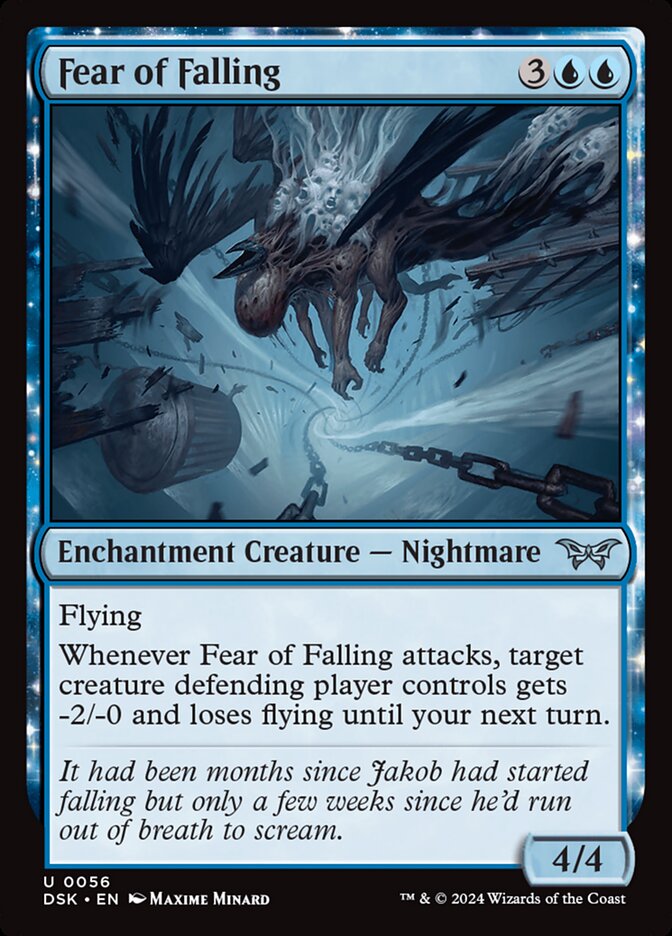 Fear of Falling
3
Enchantment Creature — Nightmare
Flying
Whenever Fear of Falling attacks, target
creature defending player controls gets
-2/-0 and loses flying until your next turn.
It had been months since Jakob had started
falling but only a few weeks since he’d run
out of breath to scream.
4/4
U 0056
DSK • EN Maxime Minard
™ & © 2024 Wizards of the Coast